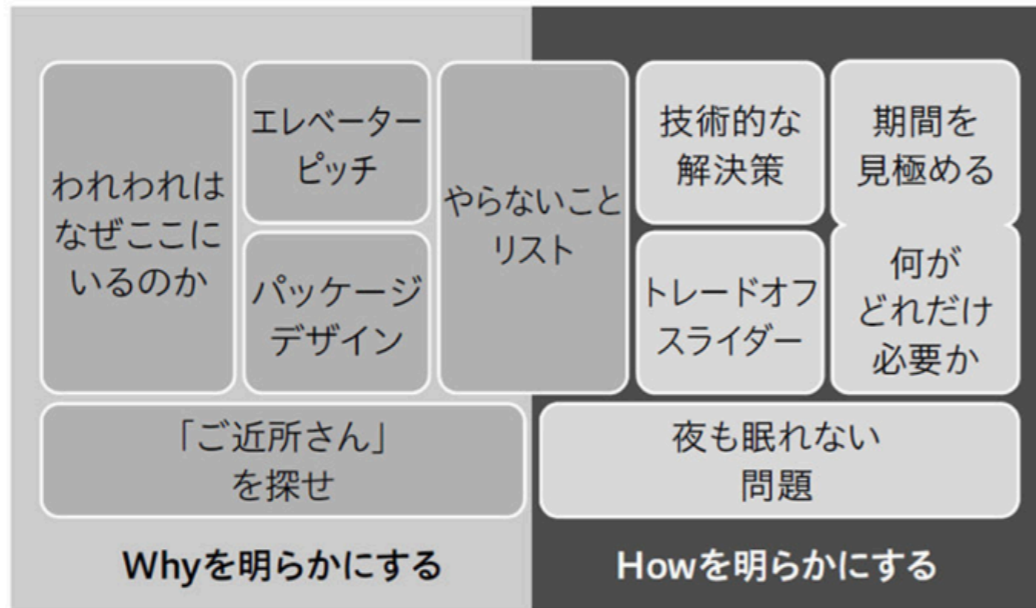 われわれは
なぜここに
いるのか
エレベーター
ピッチ
パッケージ
デザイン
やらないこと
リスト
技術的な
解決策
期間を
見極める
トレードオフ
スライダー
何が
どれだけ
必要か
「ご近所さん」
を探せ
夜も眠れない
問題
Whyを明らかにする
Howを明らかにする